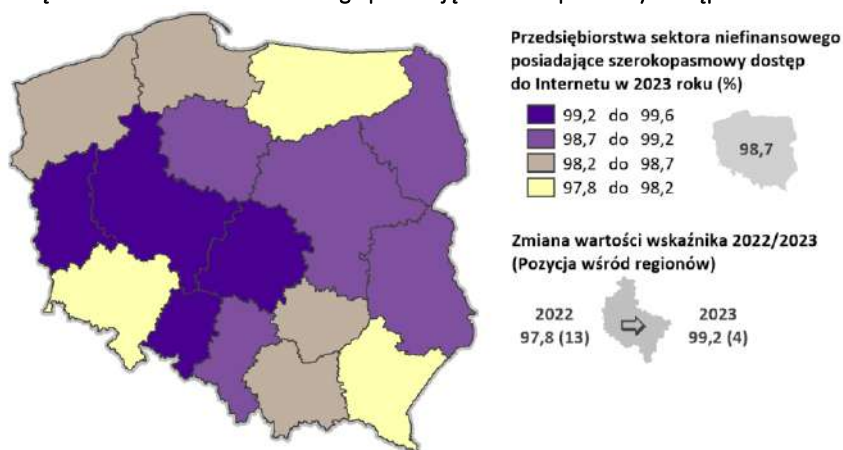 Przedsiębiorstwa sektora niefinansowego
posiadające szerokopasmowy dostęp
do Internetu w 2023 roku (%)
99,2 do 99,6
98,7 do 99,2
98,2 do 98,7
97,8 do 98,2
98,7
Zmiana wartości wskaźnika 2022/2023
(Pozycja wśród regionów)
2022
97,8 (13)
2023
99,2 (4)